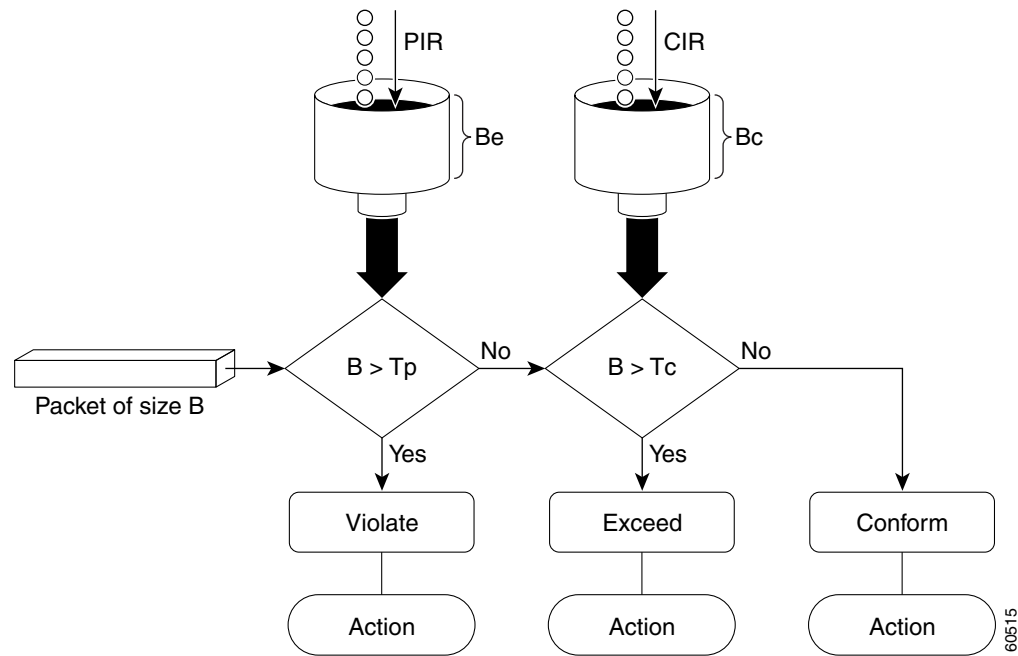 PIR
CIR
Be
Bc
B > Tp
No
B > Tc
No
Packet of size B
Yes
Yes
Violate
Exceed
Conform
Action
Action
Action
60515